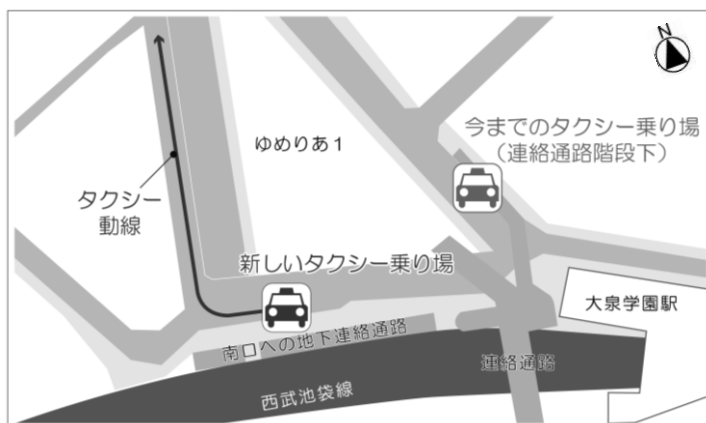 N
今までのタクシー乗り場
（連絡通路階段下）
ゆめりあ１
タクシー
動線
新しいタクシー乗り場
大泉学園駅
南口への地下連絡通路
連絡通路
西武池袋線